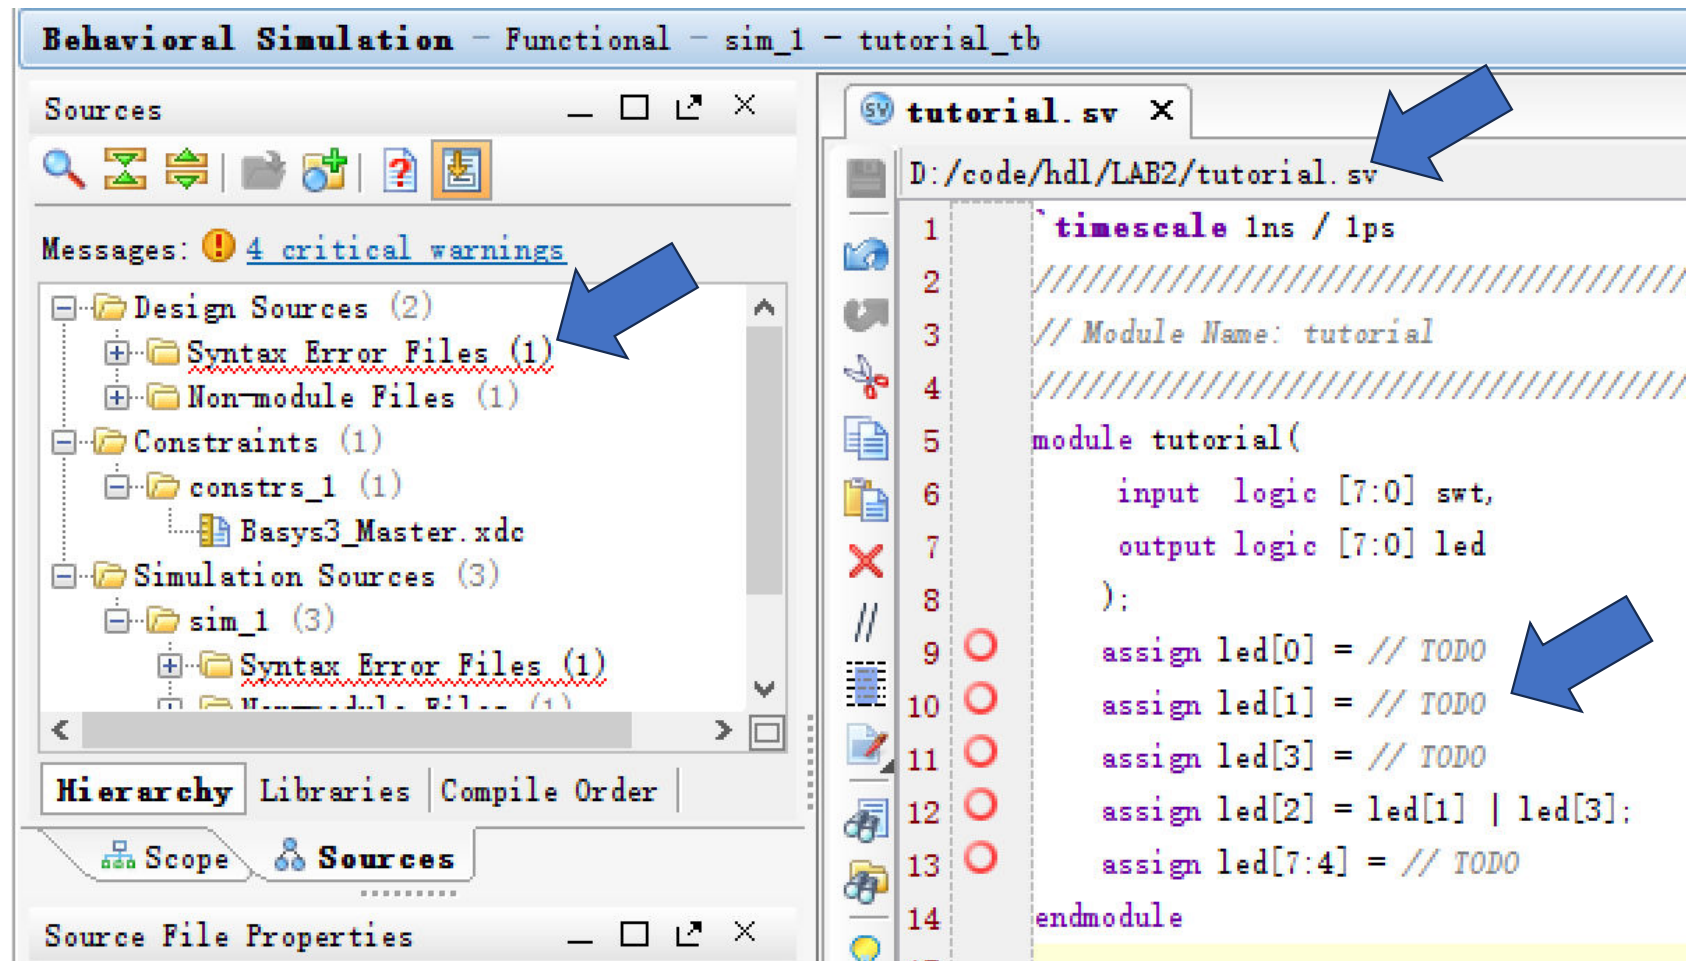 Behavioral Simulation - Functional - sim_1 - tutorial_tb
Sources
Messages: 4 critical warnings
Design Sources (2)
Syntax Error Files (1)
Non-module Files (1)
Constraints (1)
constrs_1 (1)
Basys3_Master.xdc
Simulation Sources (3)
sim_1 (3)
Syntax Error Files (1)
Non-module Files (1)
Hierarchy Libraries Compile Order
Scope Sources
Source File Properties
tutorial.sv
D:/code/hdl/LAB2/tutorial.sv
1 `timescale 1ns / 1ps
2 //////////////////////////////////////
3 // Module Name: tutorial
4 //////////////////////////////////////
5 module tutorial(
6 input logic [7:0] swt,
7 output logic [7:0] led
8 );
9 assign led[0] = // TODO
10 assign led[1] = // TODO
11 assign led[3] = // TODO
12 assign led[2] = led[1] | led[3];
13 assign led[7:4] = // TODO
14 endmodule